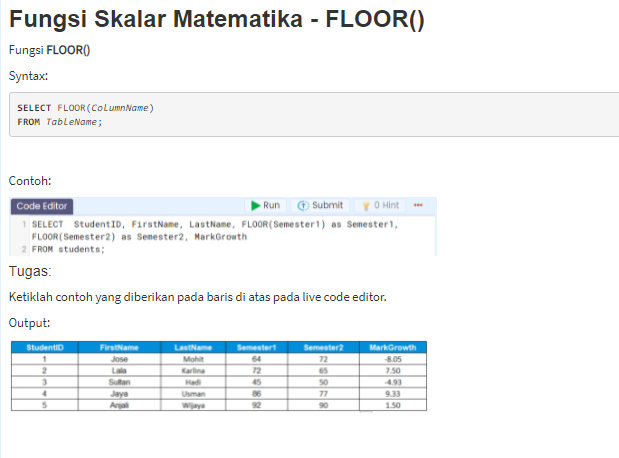 Fungsi Skalar Matematika - FLOOR()
Fungsi FLOOR()
Syntax:
SELECT FLOOR(ColumnName)
FROM TableName;
Contoh:
Code Editor Run Submit 0 Hint
1 SELECT StudentID, FirstName, LastName, FLOOR(Semester1) as Semester1,
FLOOR(Semester2) as Semester2, MarkGrowth
2 FROM students;
Tugas:
Ketiklah contoh yang diberikan pada baris di atas pada live code editor.
Output:
StudentID FirstName LastName Semester1 Semester2 MarkGrowth
1 Jose Mohit 64 72 -8.05
2 Lala Karlina 72 65 7.50
3 Sultan Hadi 45 50 -4.93
4 Jaya Usman 86 77 9.33
5 Anjali Wijaya 92 90 1.50